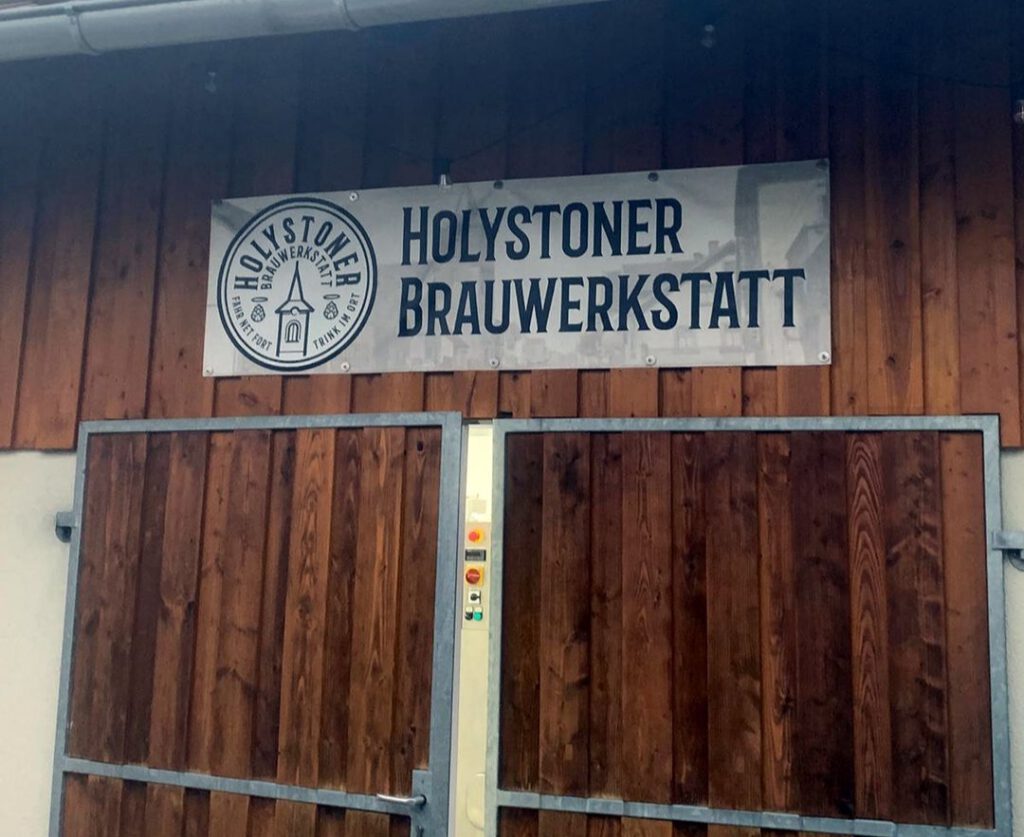 HOLYSTONER
BRAUWERKSTATT
FAHR NET FORT
TRINK IM ORT
HOLYSTONER
BRAUWERKSTATT